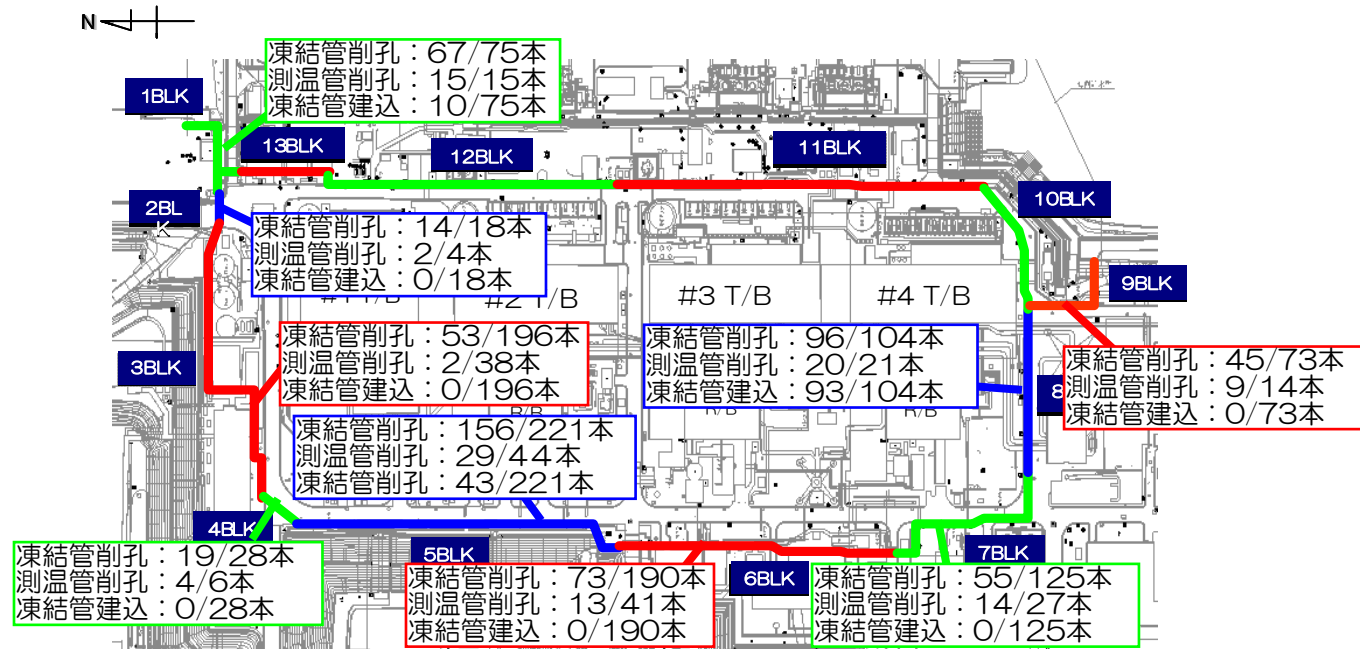 N
凍結管削孔：67/75本
測温管削孔：15/15本
凍結管建込：10/75本
1BLK
13BLK
12BLK
11BLK
10BLK
2BL
K
凍結管削孔：14/18本
測温管削孔：2/4本
凍結管建込：0/18本
9BLK
#2 T/B
#3 T/B
#4 T/B
凍結管削孔：53/196本
測温管削孔：2/38本
凍結管建込：0/196本
凍結管削孔：96/104本
測温管削孔：20/21本
凍結管建込：93/104本
凍結管削孔：45/73本
測温管削孔：9/14本
凍結管建込：0/73本
3BLK
8
R/B
R/B
R/B
凍結管削孔：156/221本
測温管削孔：29/44本
凍結管削孔：43/221本
4BLK
5BLK
6BLK
7BLK
凍結管削孔：19/28本
測温管削孔：4/6本
凍結管建込：0/28本
凍結管削孔：73/190本
測温管削孔：13/41本
凍結管建込：0/190本
凍結管削孔：55/125本
測温管削孔：14/27本
凍結管建込：0/125本